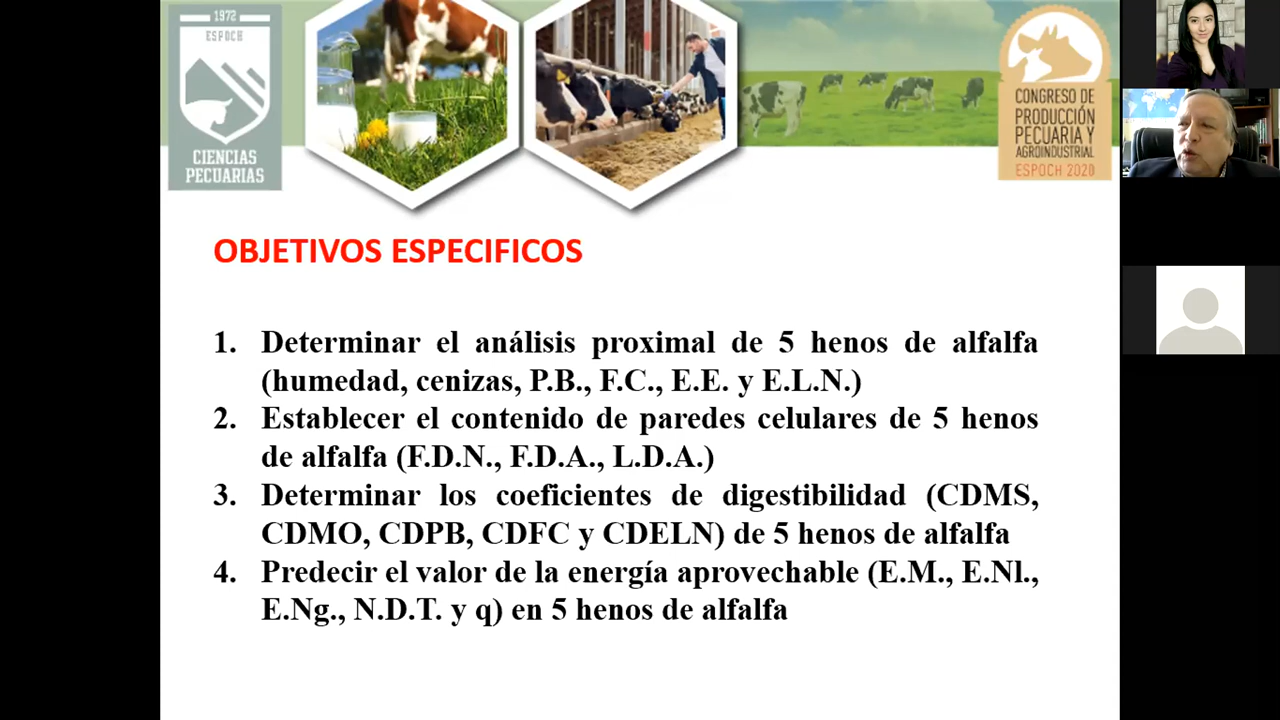 1972
ESPOCH
CIENCIAS
PECUARIAS
CONGRESO DE
PRODUCCIÓN
PECUARIA Y
AGROINDUSTRIAL
ESPOCH 2020
OBJETIVOS ESPECIFICOS
1. Determinar el análisis proximal de 5 henos de alfalfa
(humedad, cenizas, P.B., F.C., E.E. y E.L.N.)
2. Establecer el contenido de paredes celulares de 5 henos
de alfalfa (F.D.N., F.D.A., L.D.A.)
3. Determinar los coeficientes de digestibilidad (CDMS,
CDMO, CDPB, CDFC y CDELN) de 5 henos de alfalfa
4. Predecir el valor de la energía aprovechable (E.M., E.Nl.,
E.Ng., N.D.T. y q) en 5 henos de alfalfa